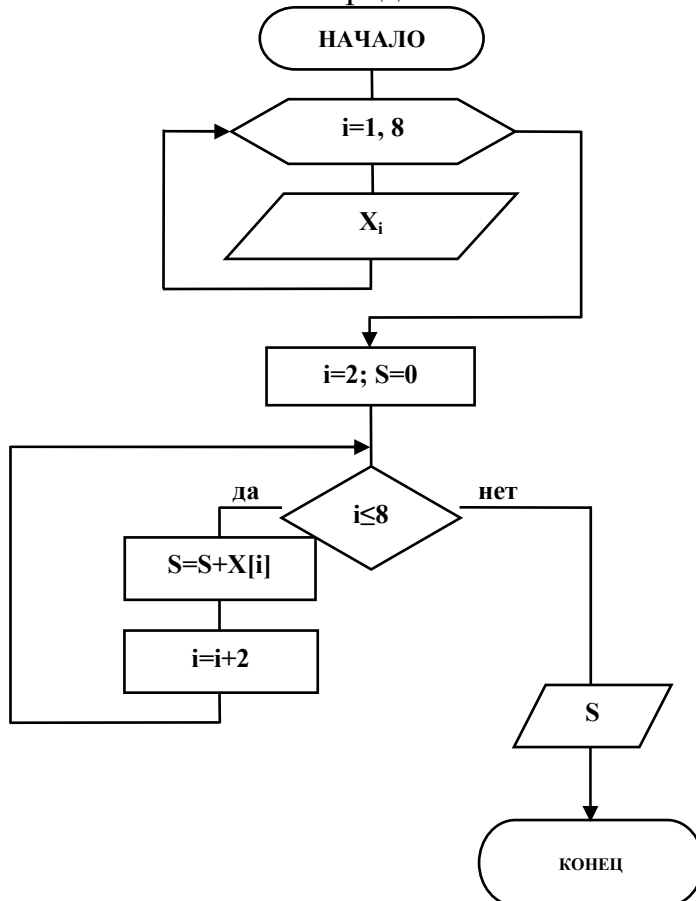 НАЧАЛО
i=1, 8
Xi
i=2; S=0
да
нет
i≤8
S=S+X[i]
i=i+2
S
КОНЕЦ